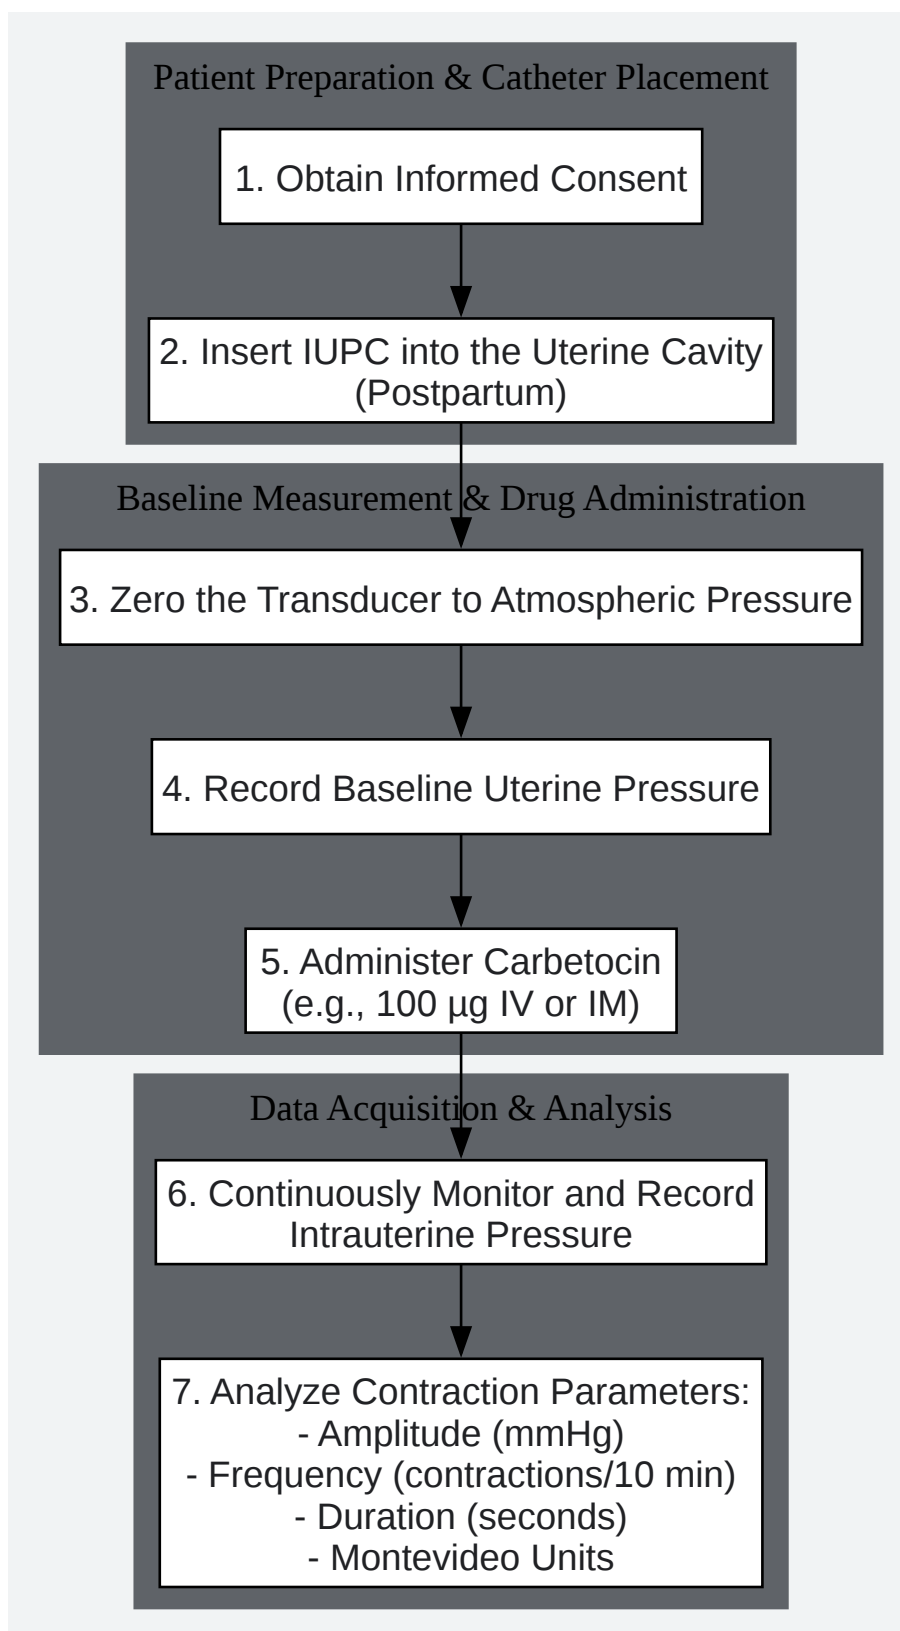 Patient Preparation & Catheter Placement
1. Obtain Informed Consent
2. Insert IUPC into the Uterine Cavity
(Postpartum)
Baseline Measurement & Drug Administration
3. Zero the Transducer to Atmospheric Pressure
4. Record Baseline Uterine Pressure
5. Administer Carbetocin
(e.g., 100 µg IV or IM)
Data Acquisition & Analysis
6. Continuously Monitor and Record
Intrauterine Pressure
7. Analyze Contraction Parameters:
- Amplitude (mmHg)
- Frequency (contractions/10 min)
- Duration (seconds)
- Montevideo Units